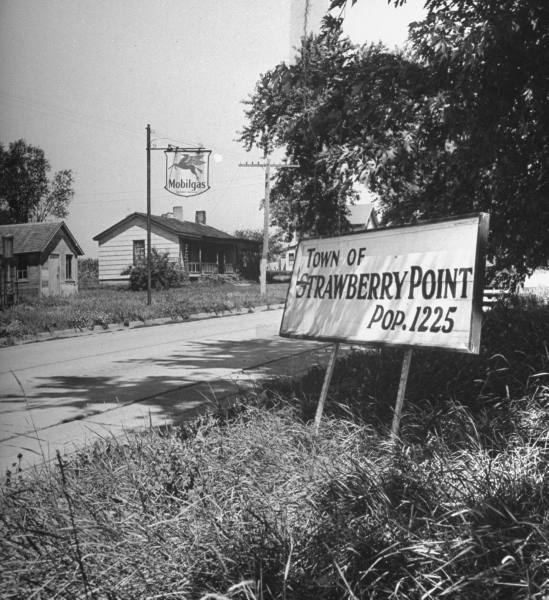 Mobilgas
TOWN OF
STRAWBERRY POINT
POP. 1225